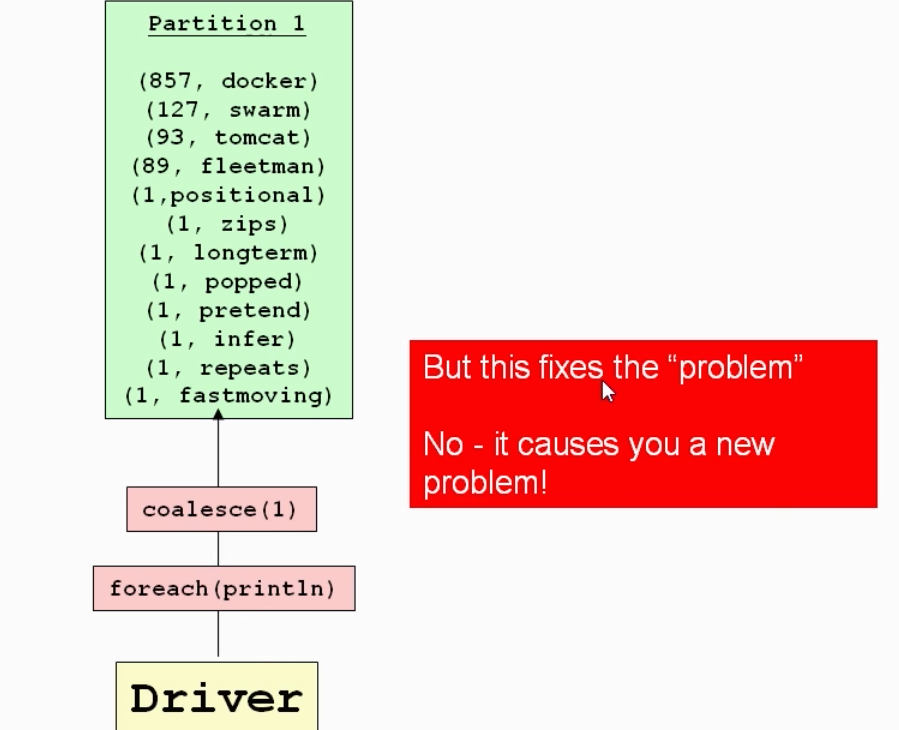 Partition 1
(857, docker)
(127, swarm)
(93, tomcat)
(89, fleetman)
(1,positional)
(1, zips)
(1, longterm)
(1, popped)
(1, pretend)
(1, infer)
(1, repeats)
(1, fastmoving)
coalesce(1)
foreach(println)
Driver
But this fixes the “problem”
No - it causes you a new
problem!